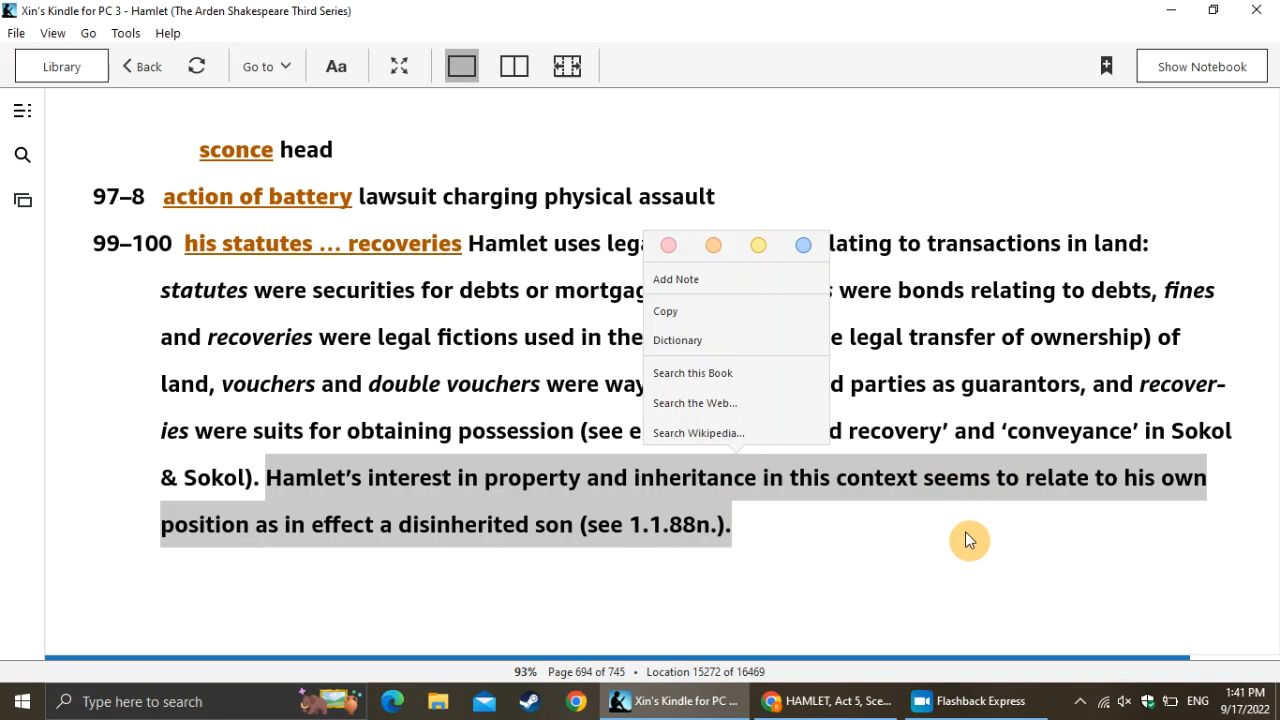 Xin's Kindle for PC 3 - Hamlet (The Arden Shakespeare Third Series)
File View Go Tools Help
Library Back Go to Aa Show Notebook
sconce head
97–8 action of battery lawsuit charging physical assault
99–100 his statutes … recoveries Hamlet uses lating to transactions in land:
statutes were securities for debts or were bonds relating to debts, fines
and recoveries were legal fictions used in the legal transfer of ownership) of
land, vouchers and double vouchers were parties as guarantors, and recover-
ies were suits for obtaining possession (see recovery’ and ‘conveyance’ in Sokol
& Sokol). Hamlet’s interest in property and inheritance in this context seems to relate to his own
position as in effect a disinherited son (see 1.1.88n.).
Add Note
Copy
Dictionary
Search this Book
Search the Web...
Search Wikipedia...
93% Page 694 of 745 • Location 15272 of 16469
Type here to search
Xin's Kindle for PC ...
HAMLET, Act 5, Sce...
Flashback Express
ENG
1:41 PM
9/17/2022